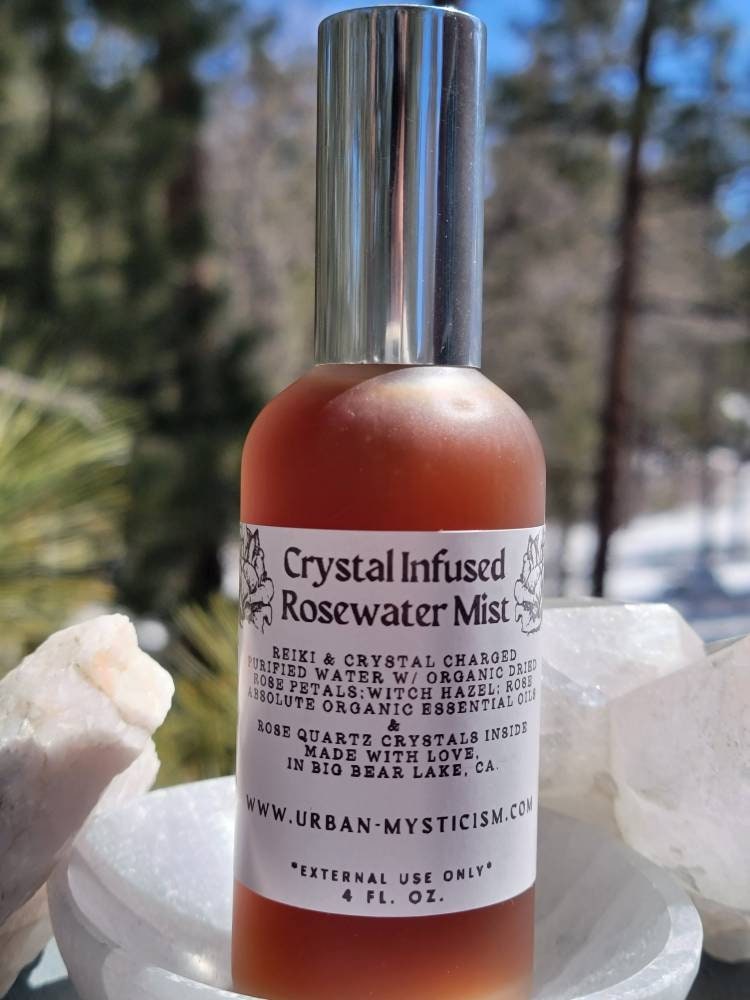 Crystal Infused
Rosewater Mist
REIKI & CRYSTAL CHARGED
PURIFIED WATER W/ ORGANIC DRIED
ROSE PETALS; WITCH HAZEL; ROSE
ABSOLUTE ORGANIC ESSENTIAL OILS
&
ROSE QUARTZ CRYSTALS INSIDE
MADE WITH LOVE,
IN BIG BEAR LAKE, CA.
WWW.URBAN-MYSTICISM.COM
*EXTERNAL USE ONLY*
4 FL. OZ.